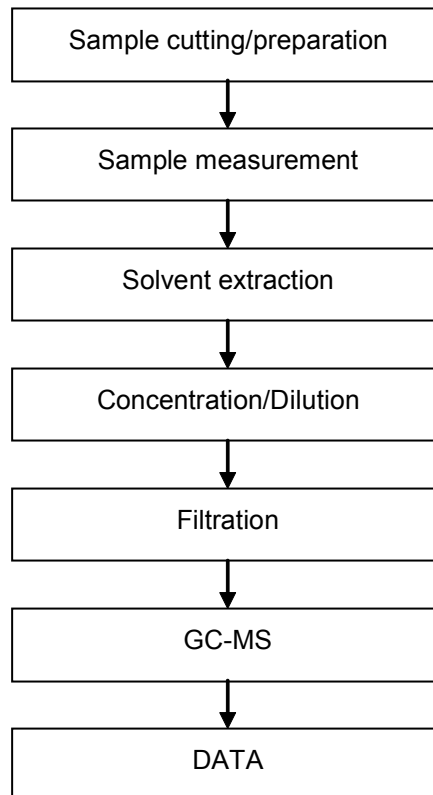 Sample cutting/preparation
Sample measurement
Solvent extraction
Concentration/Dilution
Filtration
GC-MS
DATA